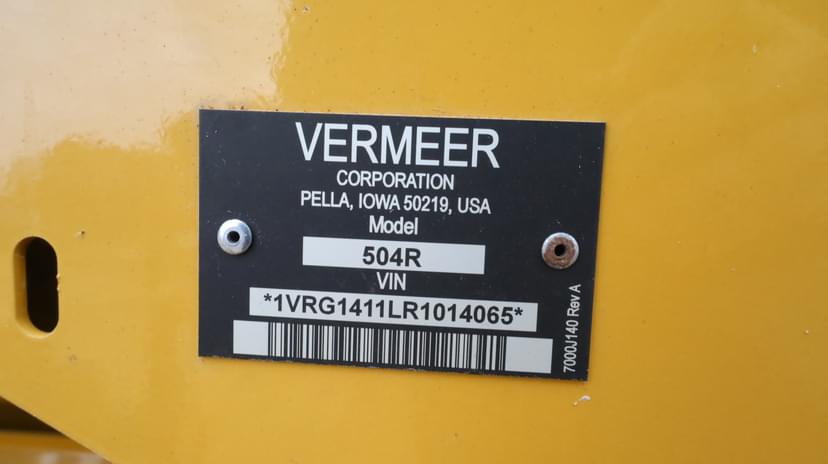 VERMEER
CORPORATION
PELLA, IOWA 50219, USA
Model
504R
VIN
*1VRG1411LR1014065*
7000J140 Rev A